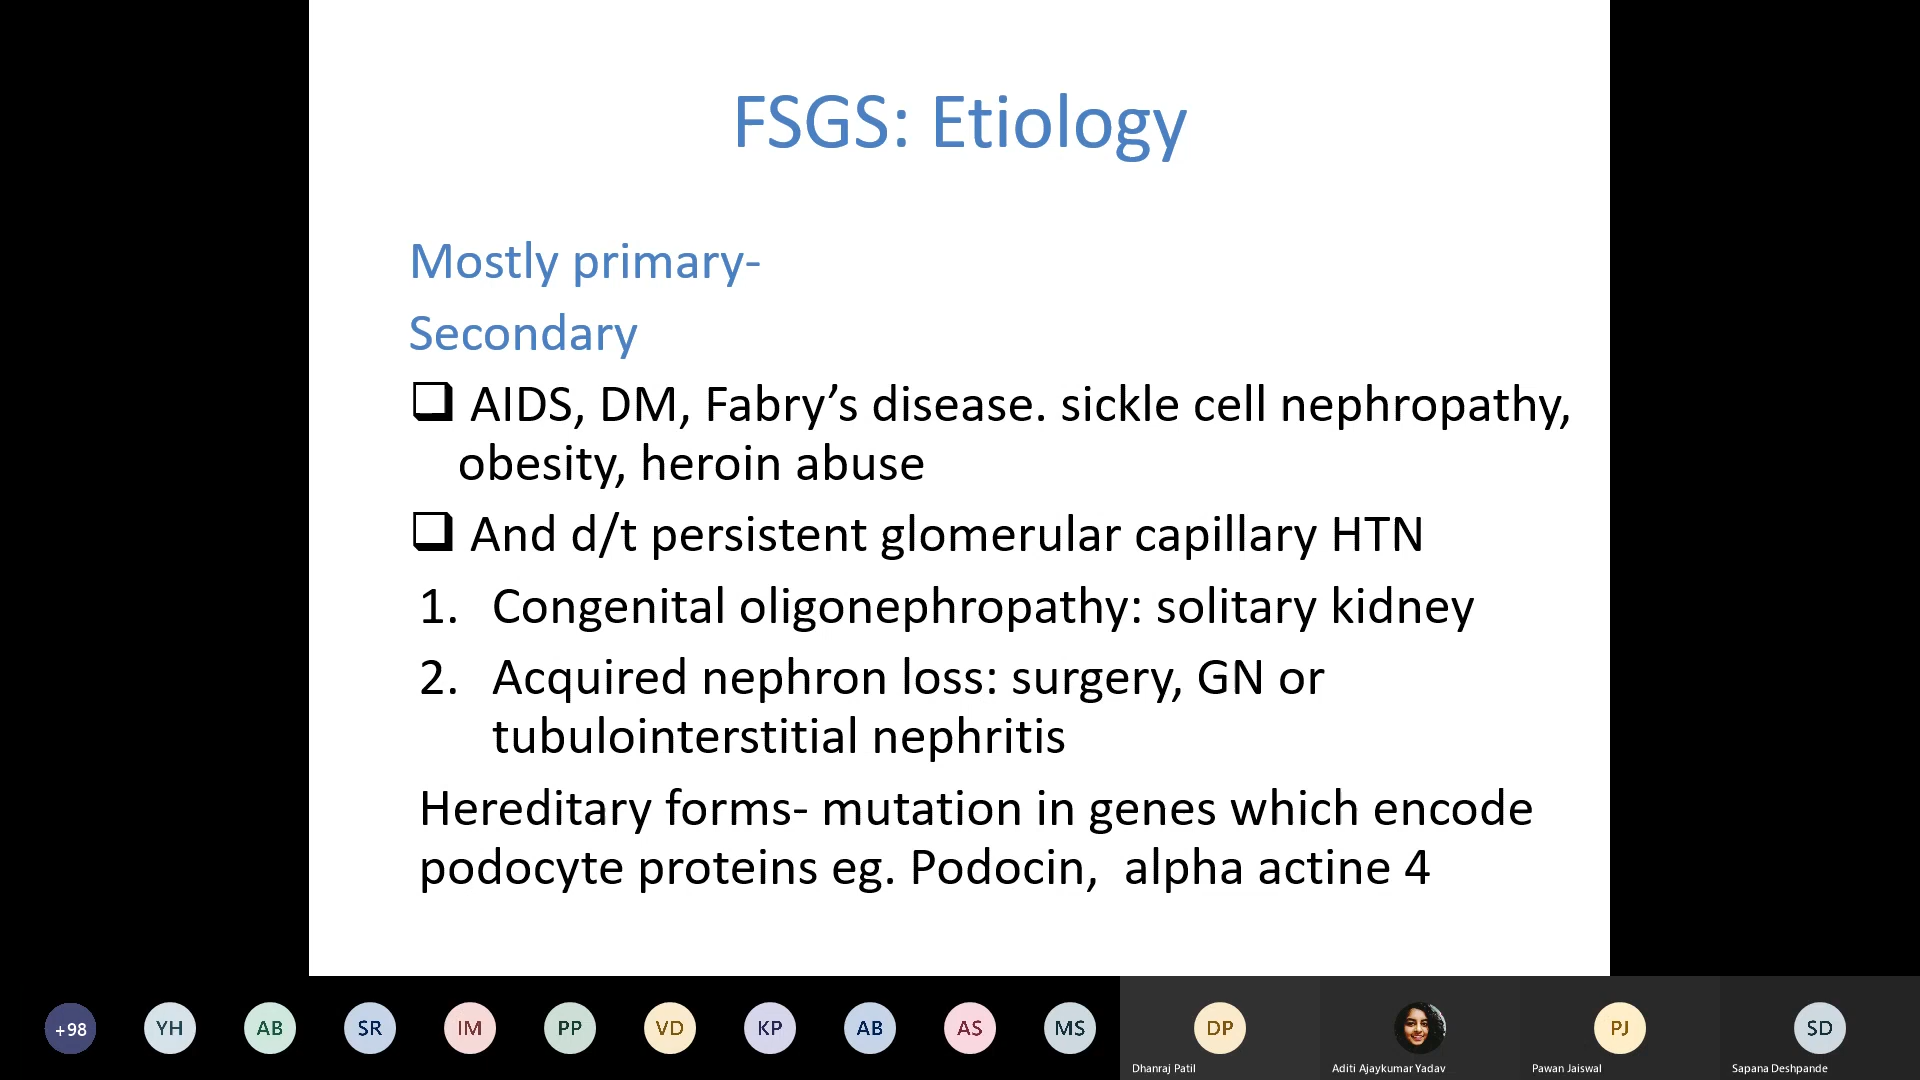 FSGS: Etiology
Mostly primary-
Secondary
AIDS, DM, Fabry’s disease. sickle cell nephropathy,
obesity, heroin abuse
And d/t persistent glomerular capillary HTN
1. Congenital oligonephropathy: solitary kidney
2. Acquired nephron loss: surgery, GN or
tubulointerstitial nephritis
Hereditary forms- mutation in genes which encode
podocyte proteins eg. Podocin, alpha actine 4
+98 YH AB SR IM PP VD KP AB AS MS DP PJ SD
Dhanraj Patil Aditi Ajaykumar Yadav Pawan Jaiswal Sapana Deshpande